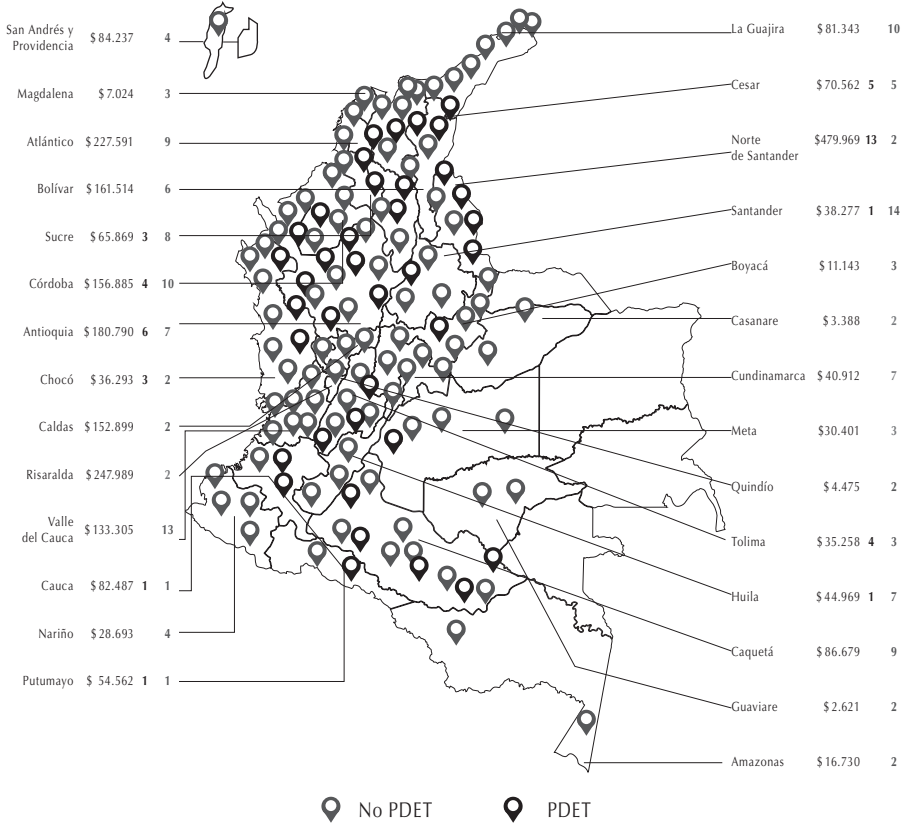 San Andrés y
Providencia $ 84.237 4
Magdalena $ 7.024 3
Atlántico $ 227.591 9
Bolívar $ 161.514 6
Sucre $ 65.869 3 8
Córdoba $ 156.885 4 10
Antioquia $ 180.790 6 7
Chocó $ 36.293 3 2
Caldas $ 152.899 2
Risaralda $ 247.989 2
Valle
del Cauca $ 133.305 13
Cauca $ 82.487 1 1
Nariño $ 28.693 4
Putumayo $ 54.562 1 1
La Guajira $ 81.343 10
Cesar $ 70.562 5 5
Norte
de Santander $479.969 13 2
Santander $ 38.277 1 14
Boyacá $ 11.143 3
Casanare $ 3.388 2
Cundinamarca $ 40.912 7
Meta $ 30.401 3
Quindío $ 4.475 2
Tolima $ 35.258 4 3
Huila $ 44.969 1 7
Caquetá $ 86.679 9
Guaviare $ 2.621 2
Amazonas $ 16.730 2
No PDET PDET